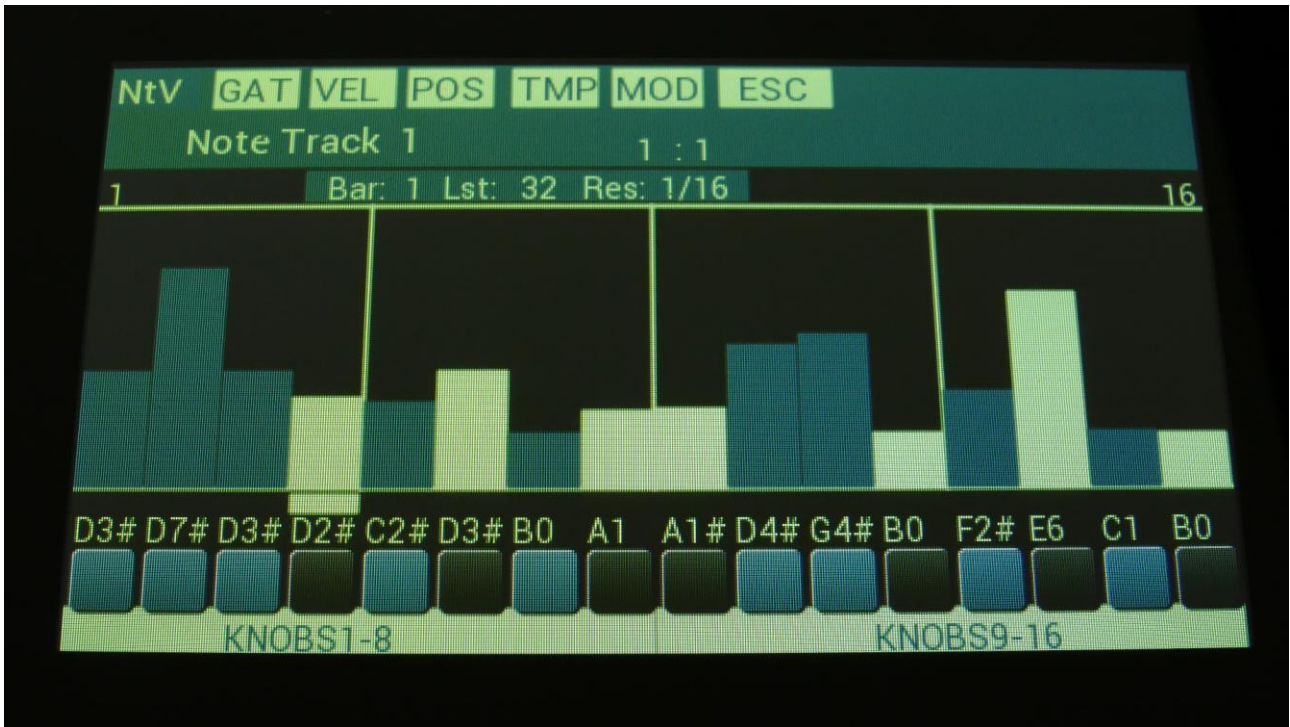 NtV GAT VEL POS TMP MOD ESC
Note Track 1 1 : 1
1 Bar: 1 Lst: 32 Res: 1/16 16
D3# D7# D3# D2# C2# D3# B0 A1 A1# D4# G4# B0 F2# E6 C1 B0
KNOBS1-8 KNOBS9-16